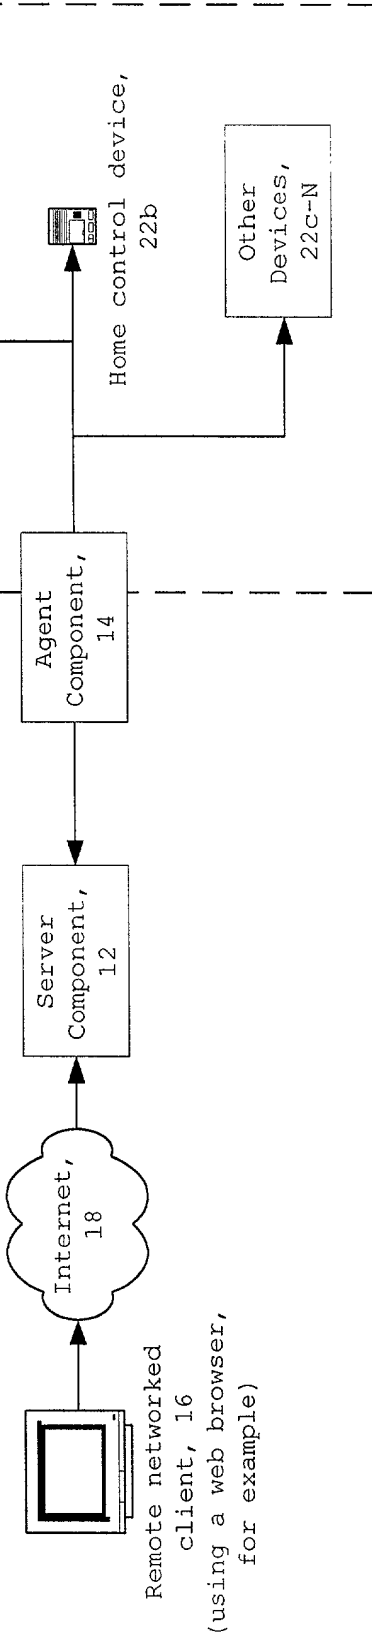 Remote networked
client, 16
(using a web browser,
for example)
Internet,
18
Server
Component,
12
Agent
Component,
14
Home control device,
22b
Other
Devices,
22c-N